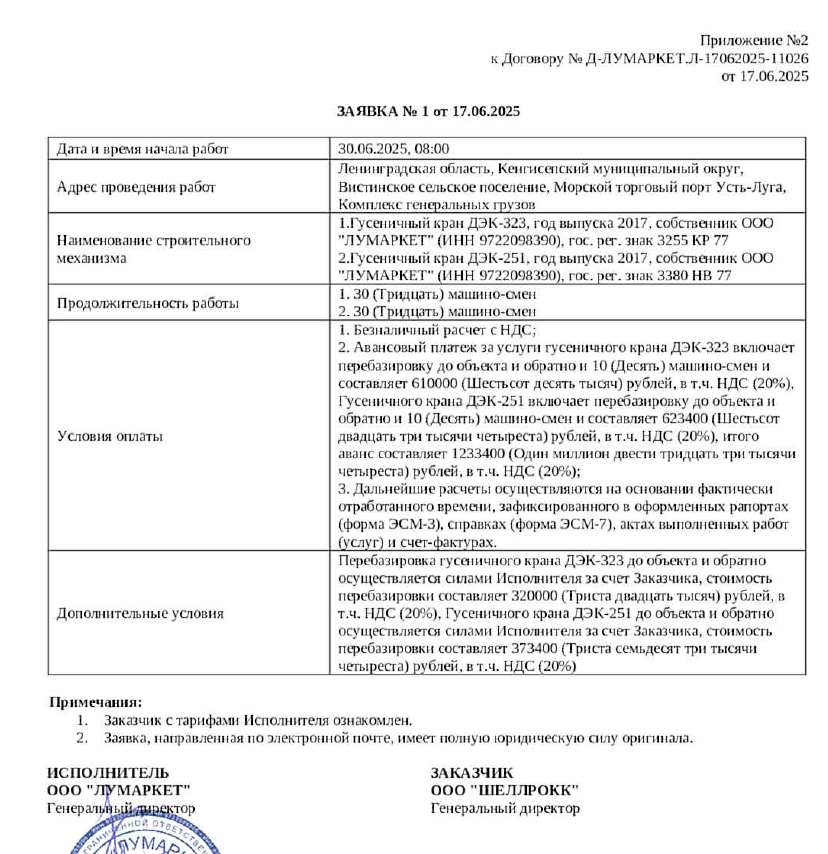 Приложение №2
к Договору № Д-ЛУМАРКЕТ.Л-17062025-11026
от 17.06.2025
ЗАЯВКА № 1 от 17.06.2025
Дата и время начала работ
30.06.2025, 08:00
Адрес проведения работ
Ленинградская область, Кенгисепский муниципальный округ,
Вистинское сельское поселение, Морской торговый порт Усть-Луга,
Комплекс генеральных грузов
Наименование строительного
механизма
1.Гусеничный кран ДЭК-323, год выпуска 2017, собственник ООО
"ЛУМАРКЕТ" (ИНН 9722098390), гос. рег. знак 3255 КР 77
2.Гусеничный кран ДЭК-251, год выпуска 2017, собственник ООО
"ЛУМАРКЕТ" (ИНН 9722098390), гос. рег. знак 3380 НВ 77
Продолжительность работы
1. 30 (Тридцать) машино-смен
2. 30 (Тридцать) машино-смен
Условия оплаты
1. Безналичный расчет с НДС;
2. Авансовый платеж за услуги гусеничного крана ДЭК-323 включает
перебазировку до объекта и обратно и 10 (Десять) машино-смен и
составляет 610000 (Шестьсот десять тысяч) рублей, в т.ч. НДС (20%),
Гусеничного крана ДЭК-251 включает перебазировку до объекта и
обратно и 10 (Десять) машино-смен и составляет 623400 (Шестьсот
двадцать три тысячи четыреста) рублей, в т.ч. НДС (20%), итого
аванс составляет 1233400 (Один миллион двести тридцать три тысячи
четыреста) рублей, в т.ч. НДС (20%);
3. Дальнейшие расчеты осуществляются на основании фактически
отработанного времени, зафиксированного в оформленных рапортах
(форма ЭСМ-3), справках (форма ЭСМ-7), актах выполненных работ
(услуг) и счет-фактурах.
Дополнительные условия
Перебазировка гусеничного крана ДЭК-323 до объекта и обратно
осуществляется силами Исполнителя за счет Заказчика, стоимость
перебазировки составляет 320000 (Триста двадцать тысяч) рублей, в
т.ч. НДС (20%), Гусеничного крана ДЭК-251 до объекта и обратно
осуществляется силами Исполнителя за счет Заказчика, стоимость
перебазировки составляет 373400 (Триста семьдесят три тысячи
четыреста) рублей, в т.ч. НДС (20%)
Примечания:
1. Заказчик с тарифами Исполнителя ознакомлен.
2. Заявка, направленная по электронной почте, имеет полную юридическую силу оригинала.
ИСПОЛНИТЕЛЬ
ООО "ЛУМАРКЕТ"
Генеральный директор
ЗАКАЗЧИК
ООО "ШЕЛЛРОКК"
Генеральный директор